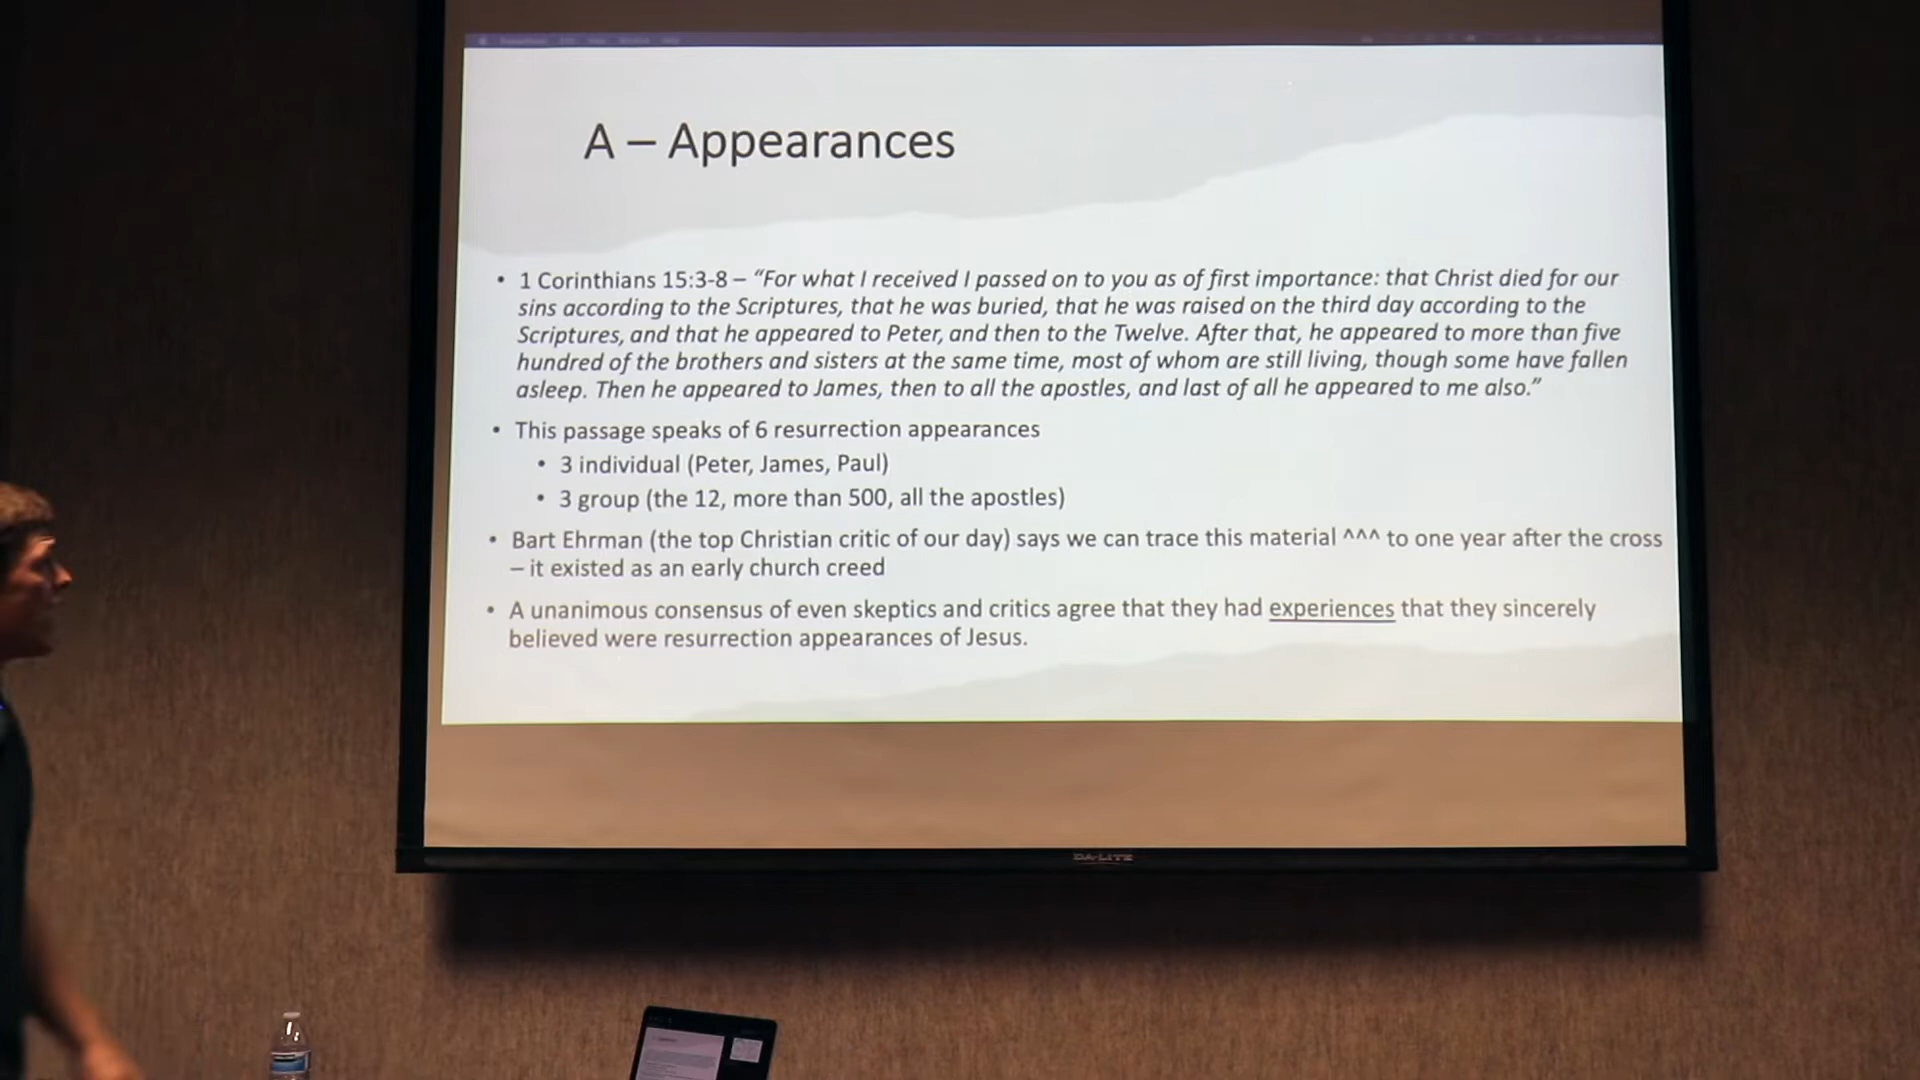 A – Appearances
• 1 Corinthians 15:3-8 – “For what I received I passed on to you as of first importance: that Christ died for our
sins according to the Scriptures, that he was buried, that he was raised on the third day according to the
Scriptures, and that he appeared to Peter, and then to the Twelve. After that, he appeared to more than five
hundred of the brothers and sisters at the same time, most of whom are still living, though some have fallen
asleep. Then he appeared to James, then to all the apostles, and last of all he appeared to me also.”
• This passage speaks of 6 resurrection appearances
• 3 individual (Peter, James, Paul)
• 3 group (the 12, more than 500, all the apostles)
• Bart Ehrman (the top Christian critic of our day) says we can trace this material ^^^ to one year after the cross
– it existed as an early church creed
• A unanimous consensus of even skeptics and critics agree that they had experiences that they sincerely
believed were resurrection appearances of Jesus.
DA-LITE